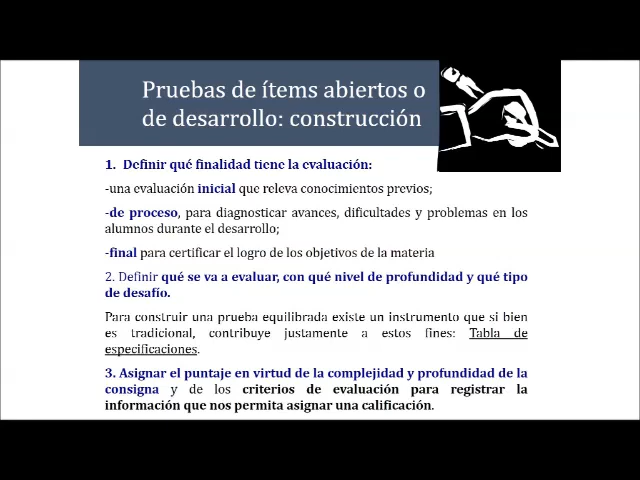 Pruebas de ítems abiertos o
de desarrollo: construcción
1. Definir qué finalidad tiene la evaluación:
-una evaluación inicial que releva conocimientos previos;
-de proceso, para diagnosticar avances, dificultades y problemas en los
alumnos durante el desarrollo;
-final para certificar el logro de los objetivos de la materia
2. Definir qué se va a evaluar, con qué nivel de profundidad y qué tipo
de desafío.
Para construir una prueba equilibrada existe un instrumento que si bien
es tradicional, contribuye justamente a estos fines: Tabla de
especificaciones.
3. Asignar el puntaje en virtud de la complejidad y profundidad de la
consigna y de los criterios de evaluación para registrar la
información que nos permita asignar una calificación.